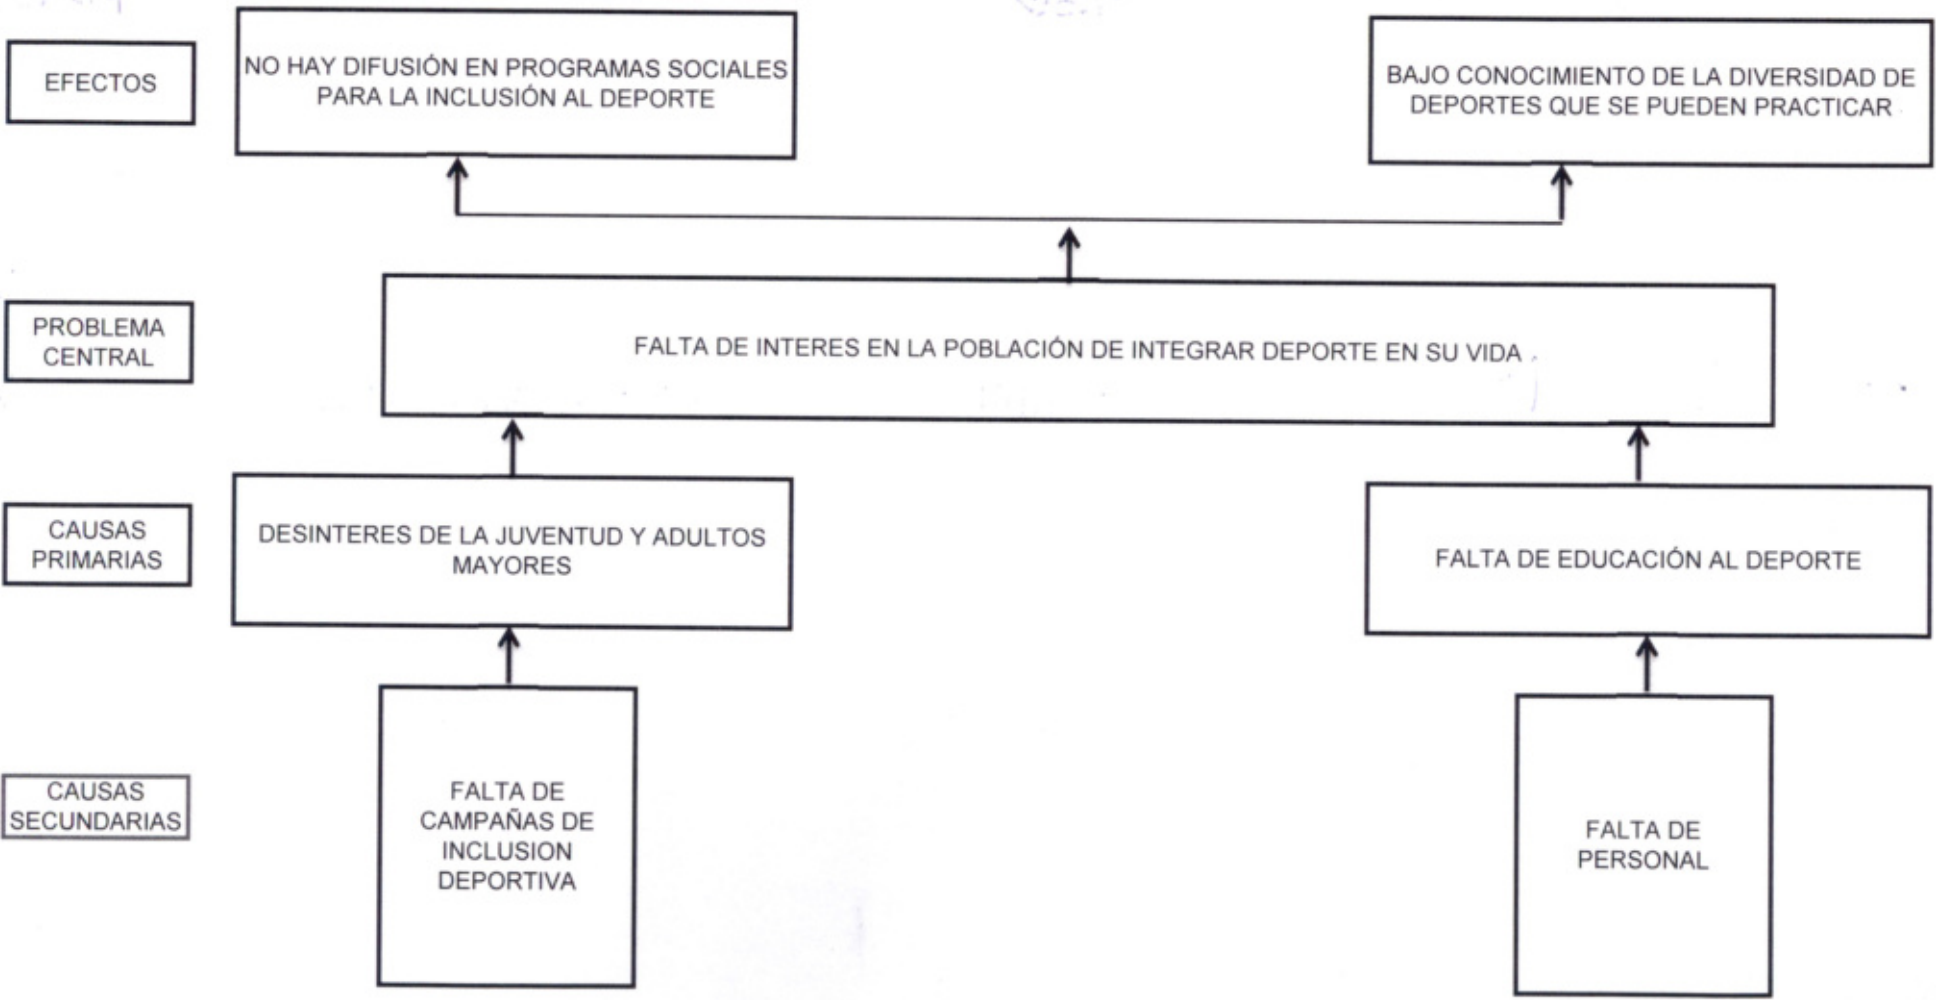 EFECTOS
NO HAY DIFUSIÓN EN PROGRAMAS SOCIALES
PARA LA INCLUSIÓN AL DEPORTE
BAJO CONOCIMIENTO DE LA DIVERSIDAD DE
DEPORTES QUE SE PUEDEN PRACTICAR
PROBLEMA
CENTRAL
FALTA DE INTERES EN LA POBLACIÓN DE INTEGRAR DEPORTE EN SU VIDA
CAUSAS
PRIMARIAS
DESINTERES DE LA JUVENTUD Y ADULTOS
MAYORES
FALTA DE EDUCACIÓN AL DEPORTE
CAUSAS
SECUNDARIAS
FALTA DE
CAMPAÑAS DE
INCLUSION
DEPORTIVA
FALTA DE
PERSONAL